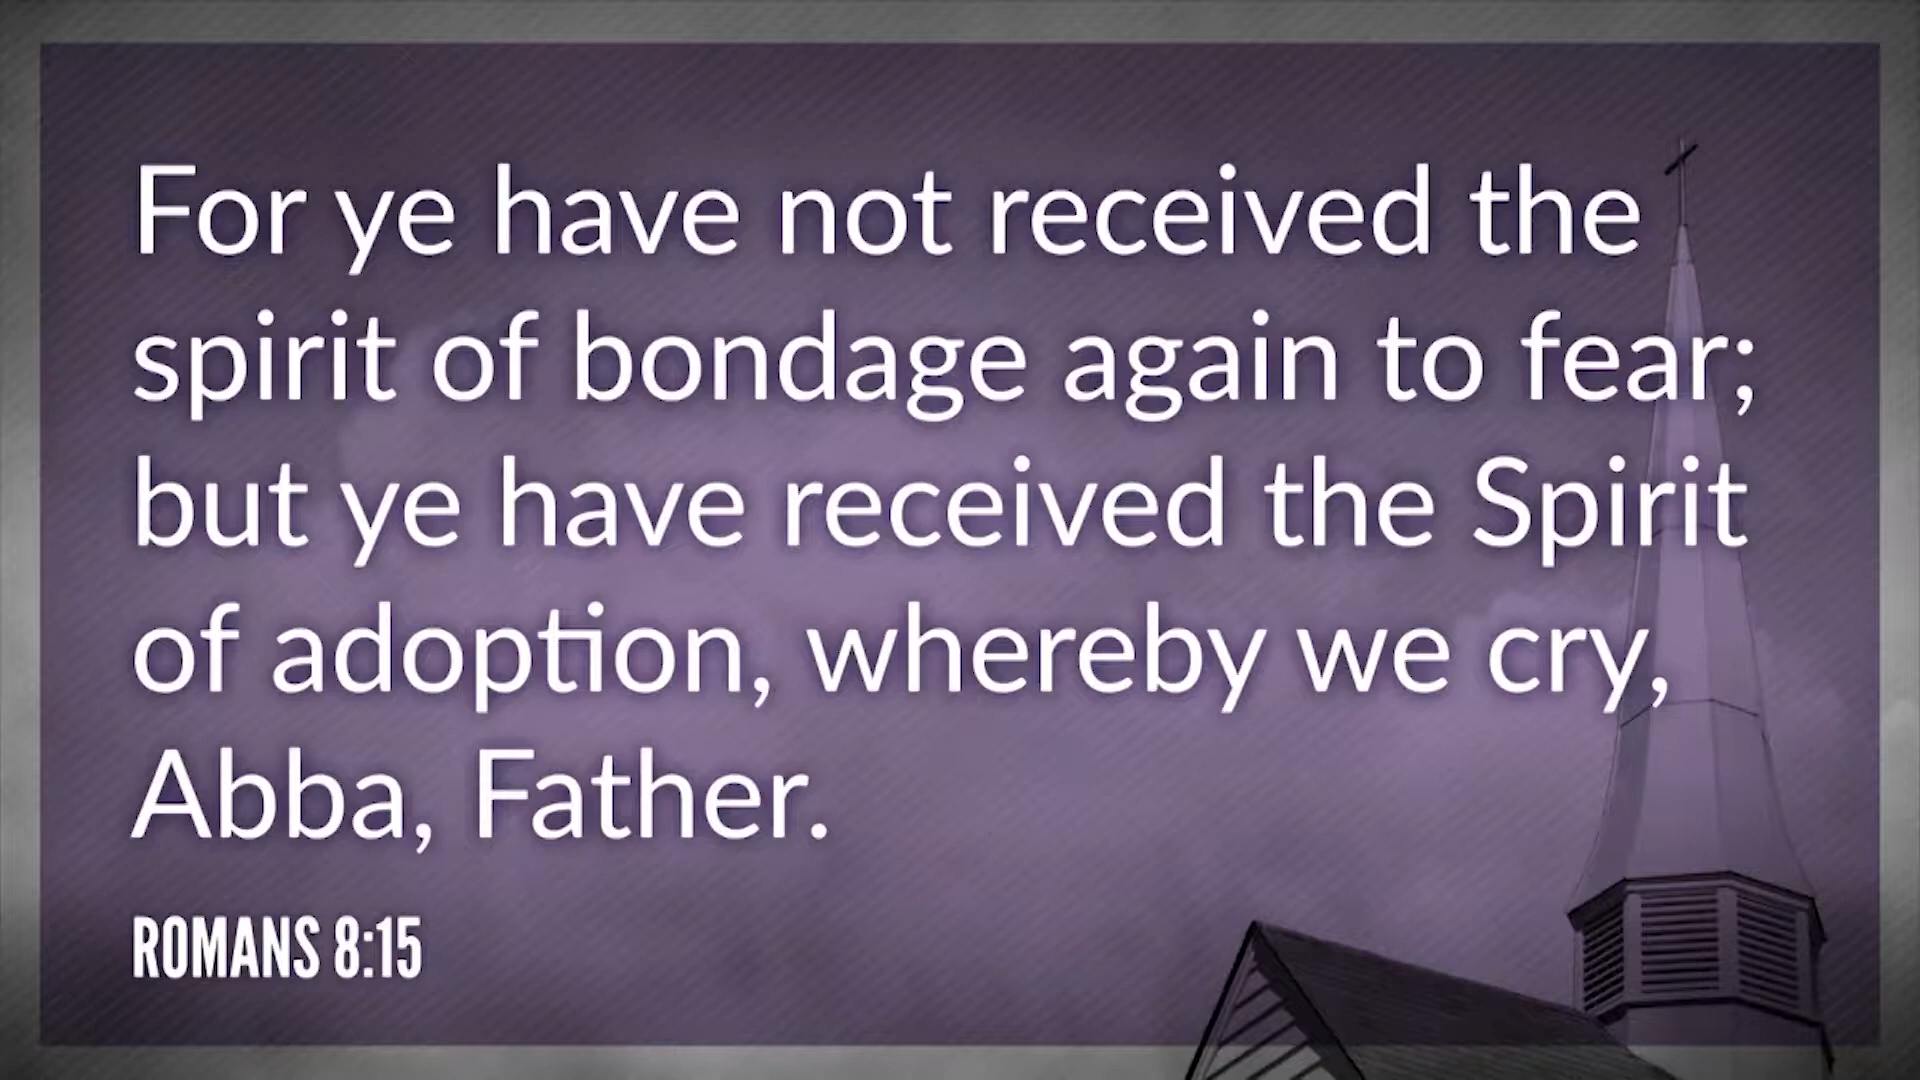 For ye have not received the
spirit of bondage again to fear;
but ye have received the Spirit
of adoption, whereby we cry,
Abba, Father.
ROMANS 8:15